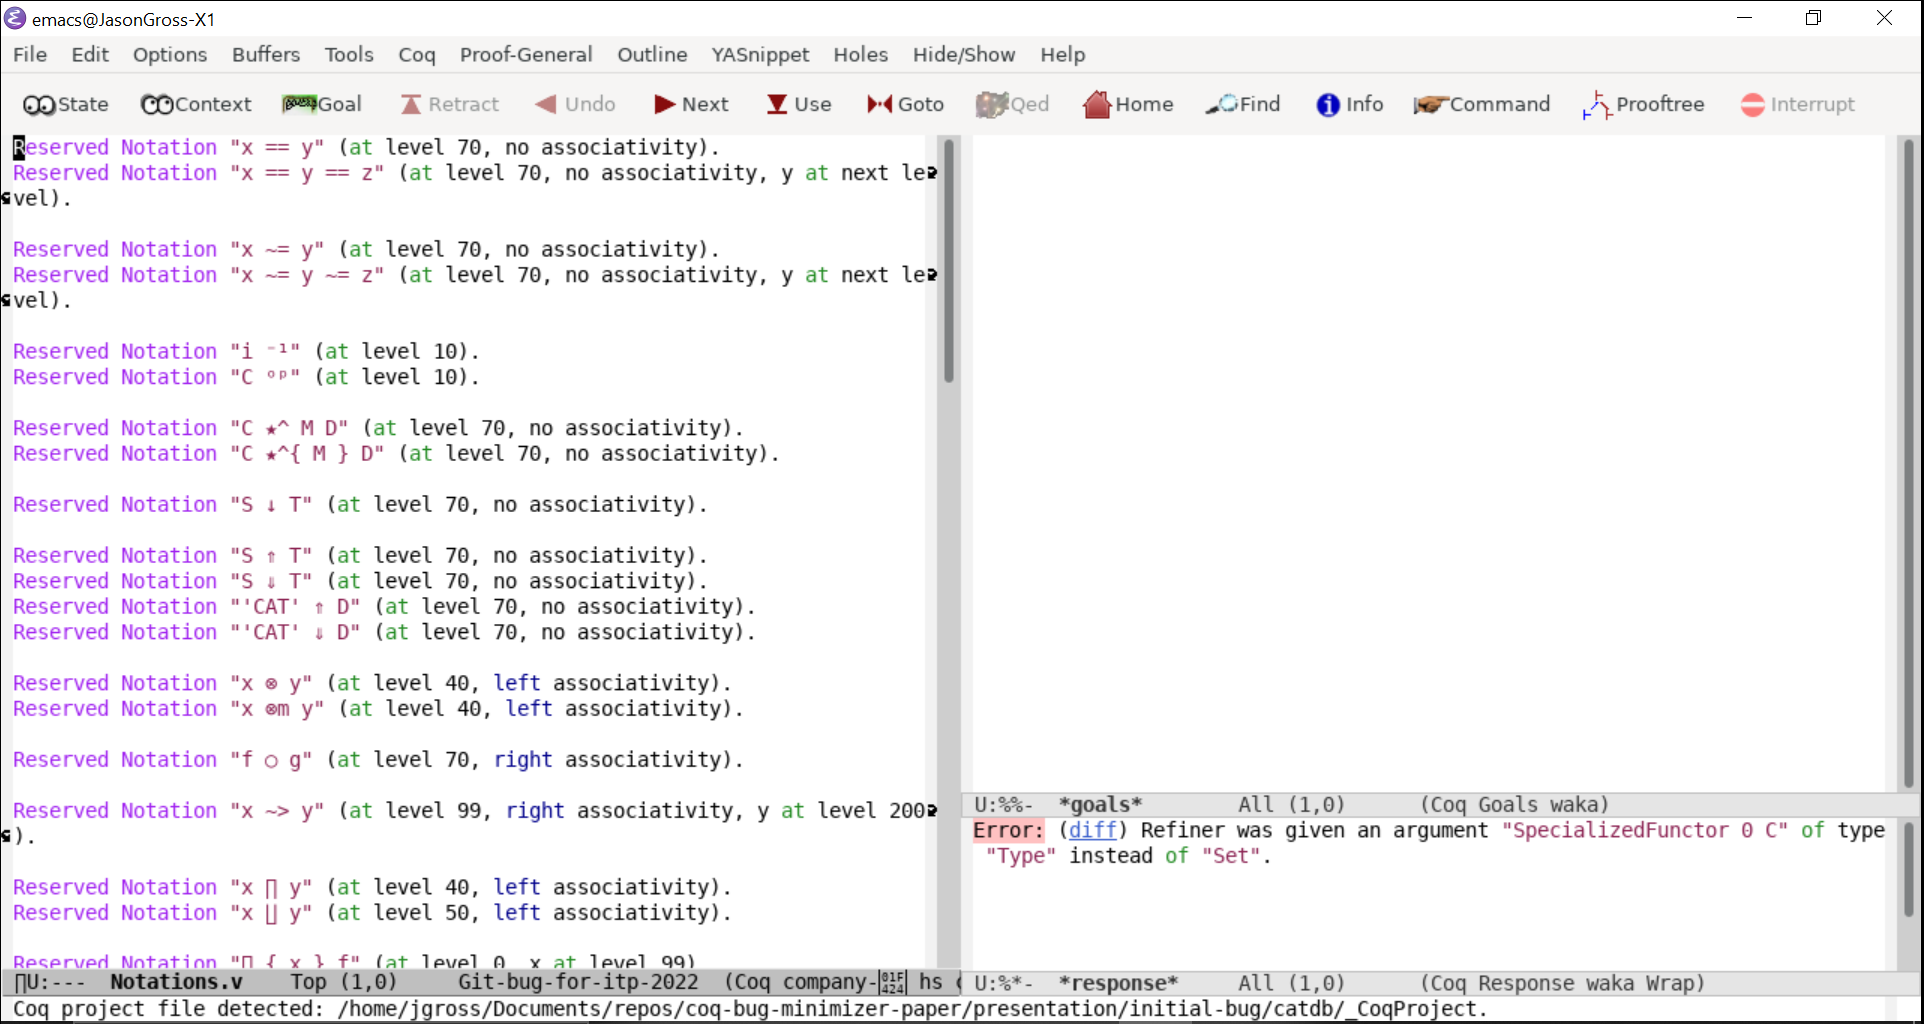 emacs@JasonGross-X1
File Edit Options Buffers Tools Coq Proof-General Outline YASnippet Holes Hide/Show Help
State Context Goal Retract Undo Next Use Goto Qed Home Find Info Command Prooftree Interrupt
Reserved Notation "x == y" (at level 70, no associativity).
Reserved Notation "x == y == z" (at level 70, no associativity, y at next le
vel).
Reserved Notation "x ~= y" (at level 70, no associativity).
Reserved Notation "x ~= y ~= z" (at level 70, no associativity, y at next le
vel).
Reserved Notation "i ⁻¹" (at level 10).
Reserved Notation "C ᵒᵖ" (at level 10).
Reserved Notation "C ★^ M D" (at level 70, no associativity).
Reserved Notation "C ★^{ M } D" (at level 70, no associativity).
Reserved Notation "S ↓ T" (at level 70, no associativity).
Reserved Notation "S ⇑ T" (at level 70, no associativity).
Reserved Notation "S ⇓ T" (at level 70, no associativity).
Reserved Notation "'CAT' ⇑ D" (at level 70, no associativity).
Reserved Notation "'CAT' ⇓ D" (at level 70, no associativity).
Reserved Notation "x ⊗ y" (at level 40, left associativity).
Reserved Notation "x ⊗m y" (at level 40, left associativity).
Reserved Notation "f ○ g" (at level 70, right associativity).
Reserved Notation "x ~> y" (at level 99, right associativity, y at level 200
).
Reserved Notation "x ∏ y" (at level 40, left associativity).
Reserved Notation "x ∐ y" (at level 50, left associativity).
Reserved Notation "∏ { x } f" (at level 0, x at level 99)
∏U:--- Notations.v Top (1,0) Git-bug-for-itp-2022 (Coq company-01F424 hs
U:%%- *goals* All (1,0) (Coq Goals waka)
Error: (diff) Refiner was given an argument "SpecializedFunctor 0 C" of type
"Type" instead of "Set".
U:%*- *response* All (1,0) (Coq Response waka Wrap)
Coq project file detected: /home/jgross/Documents/repos/coq-bug-minimizer-paper/presentation/initial-bug/catdb/_CoqProject.